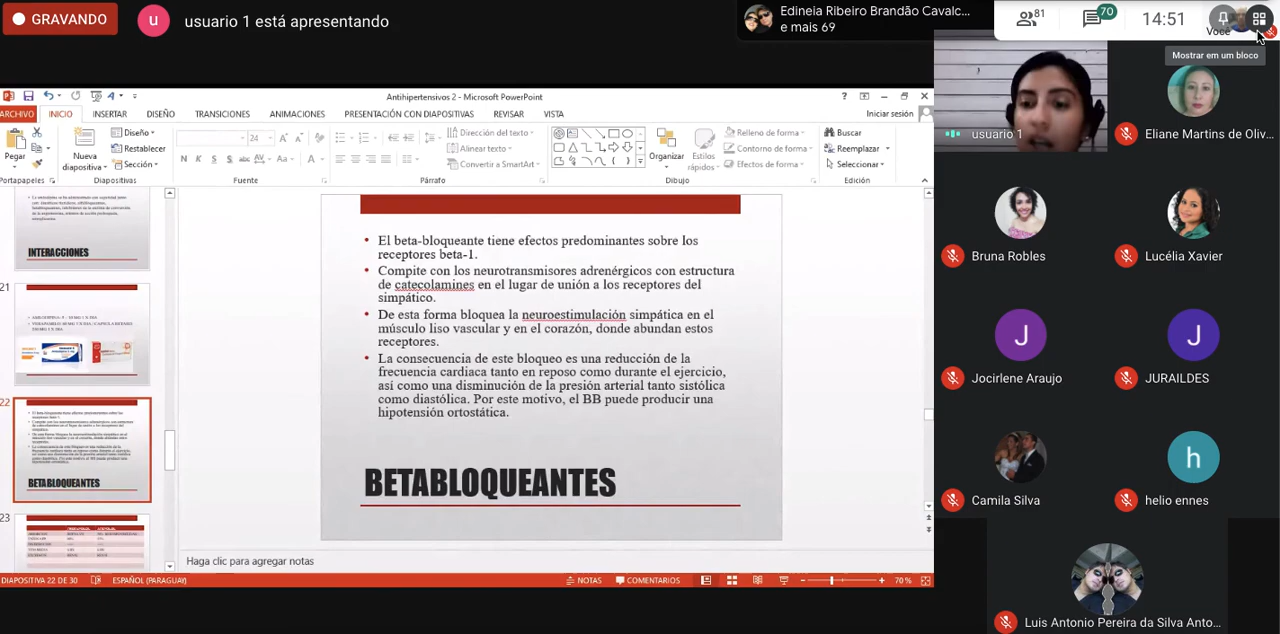 GRAVANDO
u
usuario 1 está apresentando
Edineia Ribeiro Brandão Cavalc...
e mais 69
81
70
14:51
Você
Mostrar em um bloco
Antihipertensivos 2 - Microsoft PowerPoint
ARCHIVO INICIO INSERTAR DISEÑO TRANSICIONES ANIMACIONES PRESENTACIÓN CON DIAPOSITIVAS REVISAR VISTA Iniciar sesión
Pegar
Nueva diapositiva
Diseño
Restablecer
Sección
24
N K S S abc AV Aa A
Dirección del texto
Alinear texto
Convertir a SmartArt
Organizar
Estilos rápidos
Relleno de forma
Contorno de forma
Efectos de forma
Buscar
Reemplazar
Seleccionar
Portapapeles Diapositivas Fuente Párrafo Dibujo Edición
INTERACCIONES
21
22
BETABLOQUEANTES
23
• El beta-bloqueante tiene efectos predominantes sobre los
receptores beta-1.
• Compite con los neurotransmisores adrenérgicos con estructura
de catecolamines en el lugar de unión a los receptores del
simpático.
• De esta forma bloquea la neuroestimulación simpática en el
músculo liso vascular y en el corazón, donde abundan estos
receptores.
• La consecuencia de este bloqueo es una reducción de la
frecuencia cardiaca tanto en reposo como durante el ejercicio,
así como una disminución de la presión arterial tanto sistólica
como diastólica. Por este motivo, el BB puede producir una
hipotensión ortostática.
BETABLOQUEANTES
Haga clic para agregar notas
DIAPOSITIVA 22 DE 30 ESPAÑOL (PARAGUAY) NOTAS COMENTARIOS 70%
usuario 1
Eliane Martins de Oliv...
Bruna Robles
Lucélia Xavier
J
Jocirlene Araujo
J
JURAILDES
Camila Silva
h
helio ennes
Luis Antonio Pereira da Silva Anto...